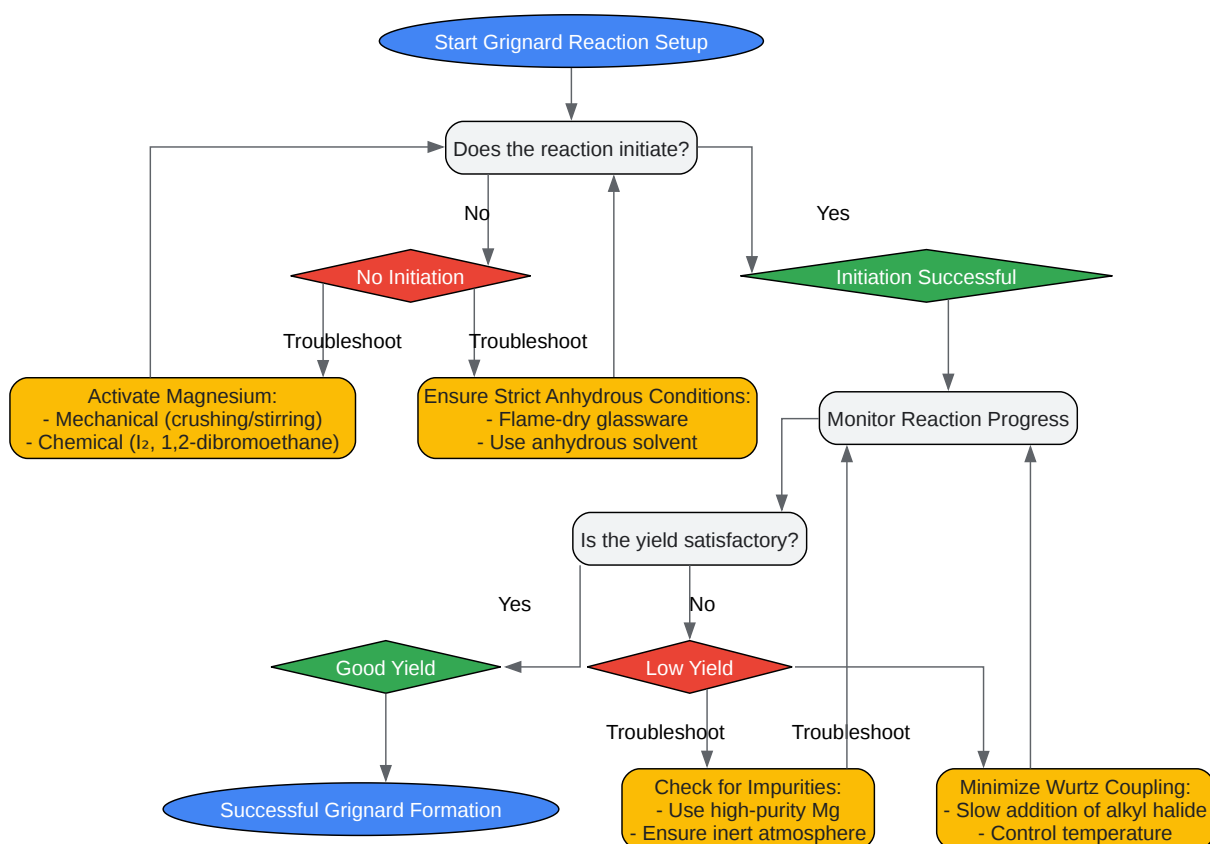 Start Grignard Reaction Setup
Does the reaction initiate?
No
Yes
No Initiation
Initiation Successful
Troubleshoot
Troubleshoot
Activate Magnesium:
- Mechanical (crushing/stirring)
- Chemical (I₂, 1,2-dibromoethane)
Ensure Strict Anhydrous Conditions:
- Flame-dry glassware
- Use anhydrous solvent
Monitor Reaction Progress
Is the yield satisfactory?
Yes
No
Good Yield
Low Yield
Troubleshoot
Troubleshoot
Successful Grignard Formation
Check for Impurities:
- Use high-purity Mg
- Ensure inert atmosphere
Minimize Wurtz Coupling:
- Slow addition of alkyl halide
- Control temperature